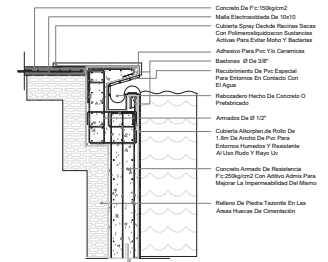 Concreto De F'c:150kg/cm2
Malla Electrosoldada De 10x10
Cubierta Spray Deckde Recinas Secas
Con Polimerosliquidoscon Sustancias
Activas Para Evitar Moho Y Bacterias
Adhesivo Para Pvc Y/o Ceramicas
Bastones Ø De 3/8"
Recubrimiento De Pvc Especial
Para Entornos En Contacto Con
El Agua
Rebozadero Hecho De Concreto O
Prefabricado
Armados De Ø 1/2"
Cubierta Alkorplan,de Rollo De
1.8m De Ancho De Pvc Para
Entornos Humedos Y Resistente
Al Uso Rudo Y Rayo Uv
Concreto Armado De Resistencia
F'c:250kg/cm2 Con Aditivo Admix Para
Mejorar La Impermeabilidad Del Mismo
Relleno De Piedra Tezontle En Las
Áreas Huecas De Cimentación